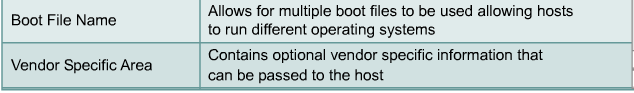 Boot File Name
Allows for multiple boot files to be used allowing hosts
to run different operating systems
Vendor Specific Area
Contains optional vendor specific information that
can be passed to the host